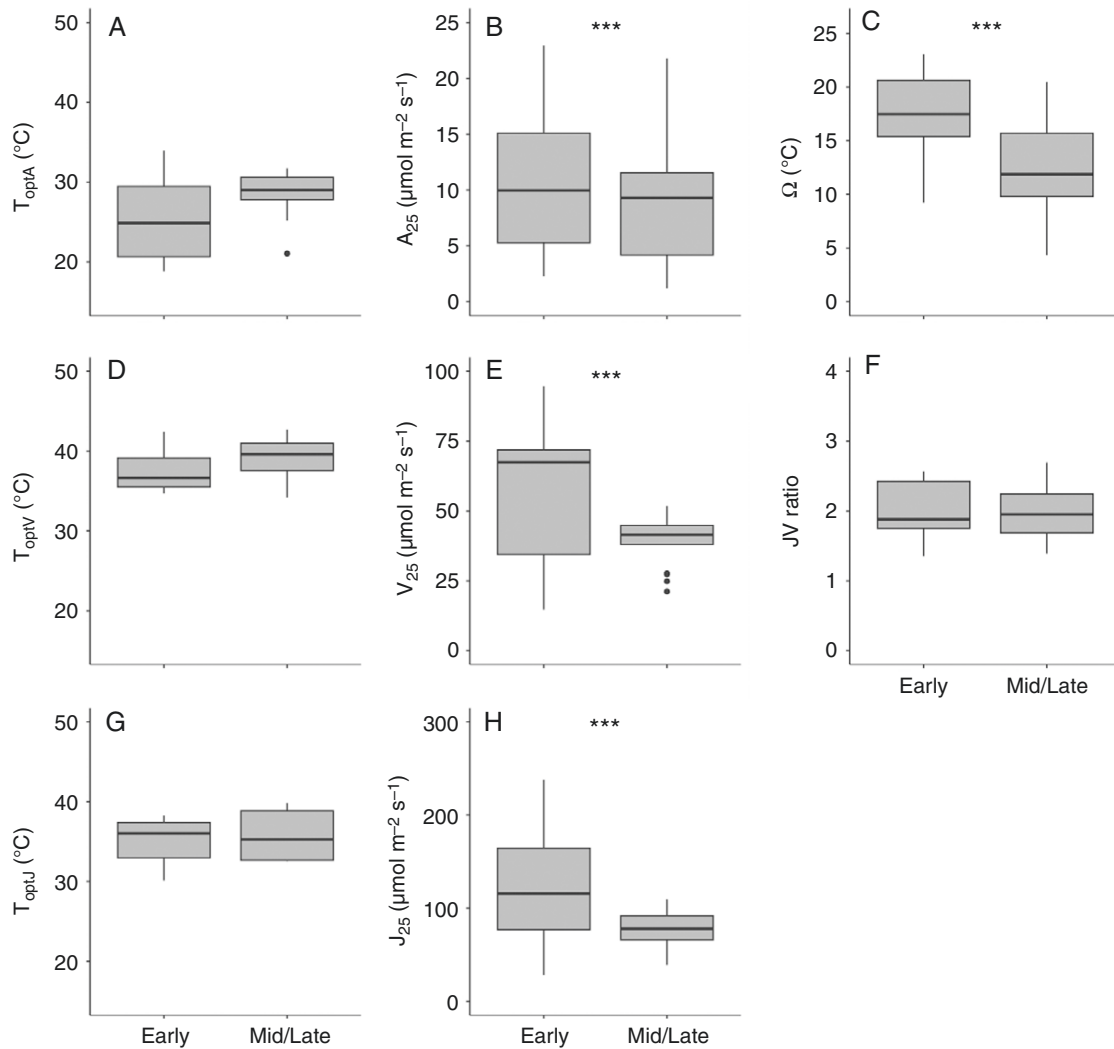 A
B
C
***
***
50
40
30
20
T_optA (°C)
25
20
15
10
5
0
A₂₅ (µmol m⁻² s⁻¹)
25
20
15
10
5
0
Ω (°C)
D
E
F
***
50
40
30
20
T_optV (°C)
100
75
50
25
0
V₂₅ (µmol m⁻² s⁻¹)
4
3
2
1
0
JV ratio
Early Mid/Late
G
H
***
50
40
30
20
T_optJ (°C)
300
200
100
0
J₂₅ (µmol m⁻² s⁻¹)
Early Mid/Late
Early Mid/Late